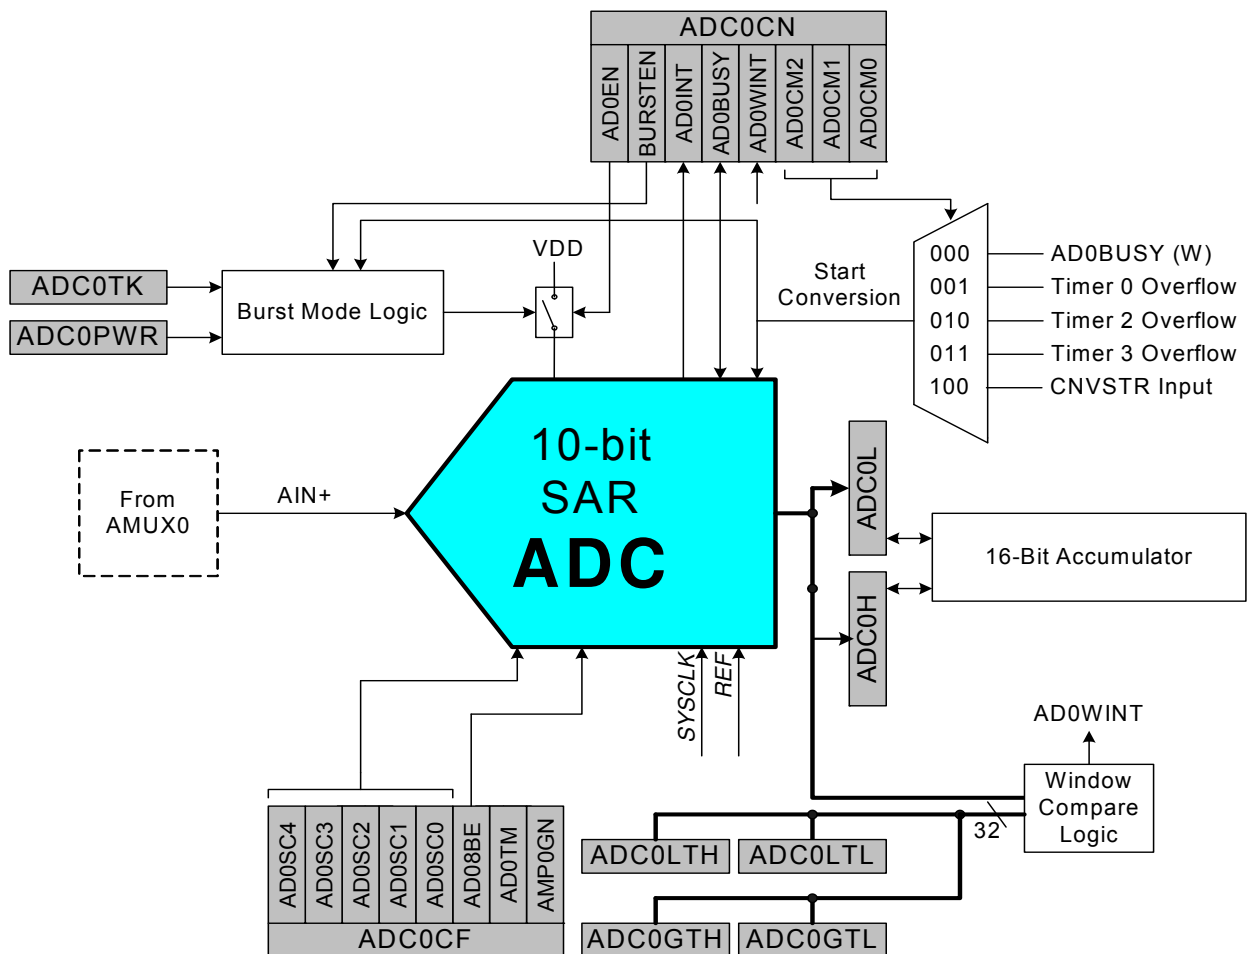 ADC0CN
AD0EN
BURSTEN
AD0INT
AD0BUSY
AD0WINT
AD0CM2
AD0CM1
AD0CM0
VDD
ADC0TK
ADC0PWR
Burst Mode Logic
Start
Conversion
000
001
010
011
100
AD0BUSY (W)
Timer 0 Overflow
Timer 2 Overflow
Timer 3 Overflow
CNVSTR Input
From
AMUX0
AIN+
10-bit
SAR
ADC
ADC0L
ADC0H
16-Bit Accumulator
SYSCLK
REF
AD0WINT
Window
Compare
Logic
32
AD0SC4
AD0SC3
AD0SC2
AD0SC1
AD0SC0
AD08BE
AD0TM
AMP0GN
ADC0CF
ADC0LTH
ADC0LTL
ADC0GTH
ADC0GTL